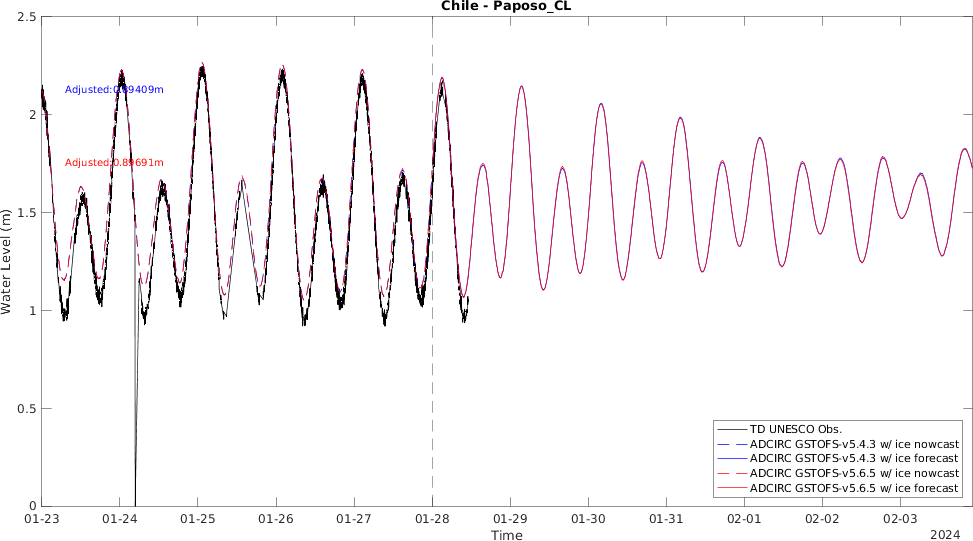 Chile - Paposo_CL
2.5
2
1.5
1
0.5
0
Water Level (m)
Adjusted:0.89409m
Adjusted:0.89691m
TD UNESCO Obs.
ADCIRC GSTOFS-v5.4.3 w/ ice nowcast
ADCIRC GSTOFS-v5.4.3 w/ ice forecast
ADCIRC GSTOFS-v5.6.5 w/ ice nowcast
ADCIRC GSTOFS-v5.6.5 w/ ice forecast
01-23 01-24 01-25 01-26 01-27 01-28 01-29 01-30 01-31 02-01 02-02 02-03
Time
2024